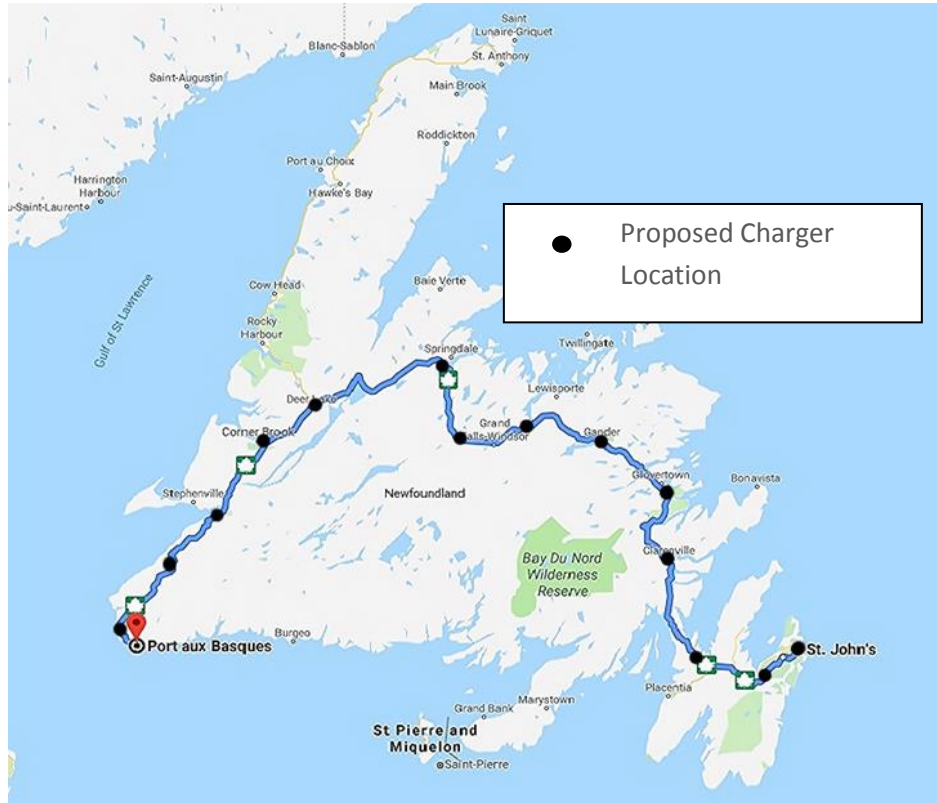 Saint
Lunaire-Griquet
Blanc-Sablon
St. Anthony
Saint-Augustin
Main Brook
Roddickton
Port au Choix
Harrington
Harbour
Hawke's Bay
u-Saint-Laurent
Proposed Charger
Location
Gulf of St Lawrence
Cow Head
Baie Verte
Rocky
Harbour
Twillingate
Springdale
Lewisporte
Deer Lake
Grand
Falls-Windsor
Corner Brook
Gander
Glovertown
Bonavista
Stephenville
Newfoundland
Clarenville
Bay Du Nord
Wilderness
Reserve
Burgeo
Port aux Basques
St. John's
Placentia
Marystown
Grand Bank
St Pierre and
Miquelon
Saint-Pierre